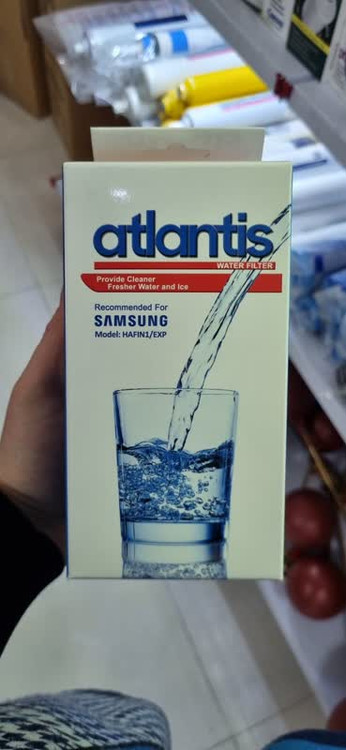 atlantis
WATER FILTER
Provide Cleaner
Fresher Water and Ice
Recommended For
SAMSUNG
Model: HAFIN1/EXP